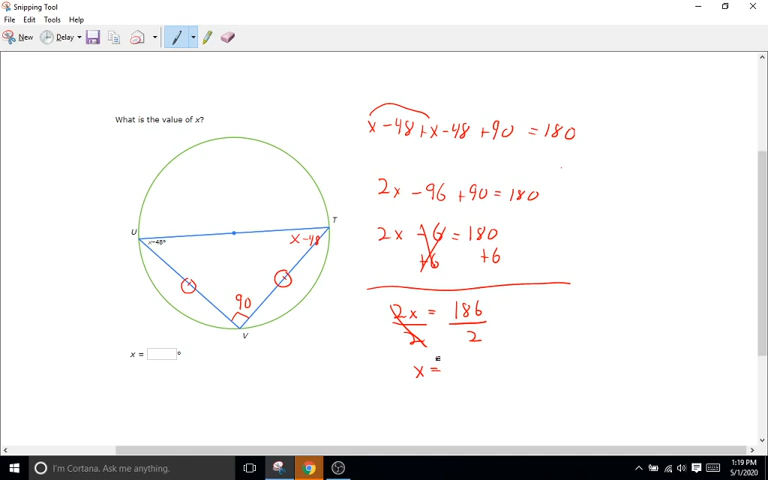 Snipping Tool
File Edit Tools Help
New Delay
What is the value of x?
x - 48 + x - 48 + 90 = 180
2x - 96 + 90 = 180
2x - 6 = 180
+6 +6
2x = 186
2 2
x =
U
T
x−48°
x - 48
90
V
x = °
I'm Cortana. Ask me anything.
1:19 PM
5/1/2020